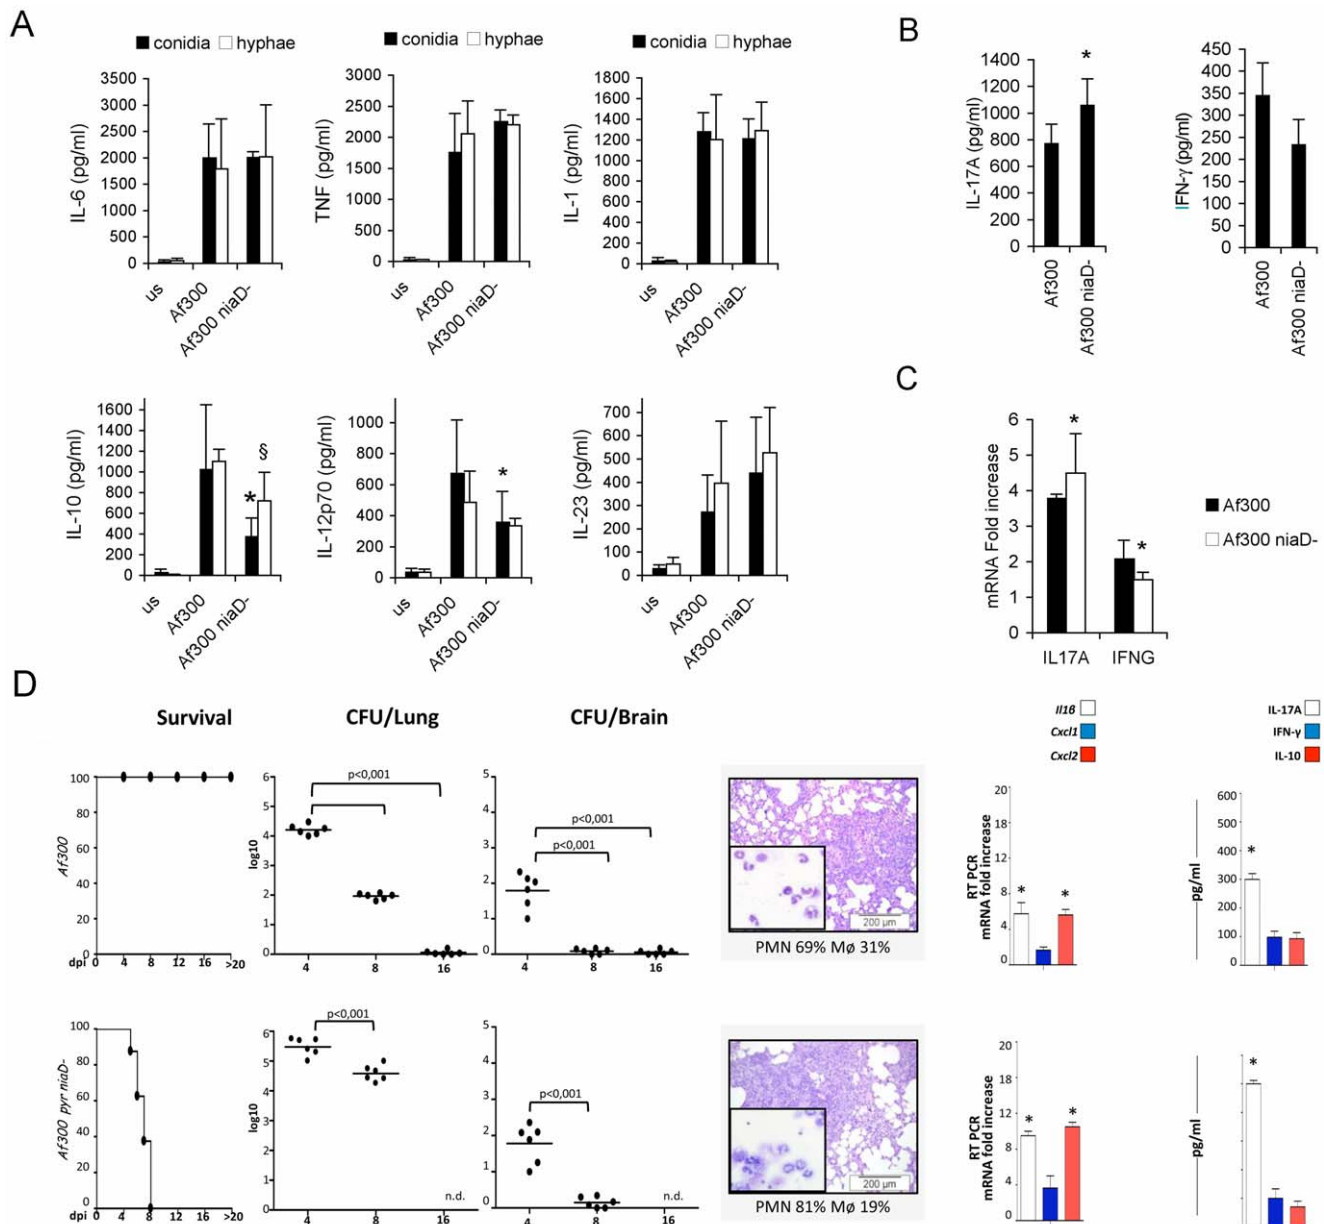 A
conidia hyphae
IL-6 (pg/ml)
3500
3000
2500
2000
1500
1000
500
0
us
Af300
Af300 niaD-
conidia hyphae
TNF (pg/ml)
3000
2500
2000
1500
1000
500
0
us
Af300
Af300 niaD-
conidia hyphae
IL-1 (pg/ml)
1800
1600
1400
1200
1000
800
600
400
200
0
us
Af300
Af300 niaD-
IL-10 (pg/ml)
1600
1400
1200
1000
800
600
400
200
0
*
§
us
Af300
Af300 niaD-
IL-12p70 (pg/ml)
1000
800
600
400
200
0
*
us
Af300
Af300 niaD-
IL-23 (pg/ml)
700
600
500
400
300
200
100
0
us
Af300
Af300 niaD-
B
IL-17A (pg/ml)
1400
1200
1000
800
600
400
200
0
*
Af300
Af300 niaD-
IFN-γ (pg/ml)
450
400
350
300
250
200
150
100
50
0
Af300
Af300 niaD-
C
mRNA Fold increase
6
5
4
3
2
1
0
*
*
IL17A IFNG
Af300
Af300 niaD-
D
Survival
CFU/Lung
CFU/Brain
Il1β
Cxcl1
Cxcl2
IL-17A
IFN-γ
IL-10
Af300
100
80
60
40
20
0
dpi 0 4 8 12 16 >20
log10
6
5
4
3
2
1
0
p<0,001
4 8 16
5
4
3
2
1
0
p<0,001
p<0,001
4 8 16
200 µm
PMN 69% Mø 31%
RT PCR
mRNA fold increase
20
16
12
8
4
0
* *
pg/ml
600
500
400
300
200
100
0
*
Af300 pyr niaD-
100
80
60
40
20
0
dpi 0 4 8 12 16 >20
log10
6
5
4
3
2
1
0
p<0,001
n.d.
4 8 16
5
4
3
2
1
0
p<0,001
n.d.
4 8 16
200 µm
PMN 81% Mø 19%
RT PCR
mRNA fold increase
20
16
12
8
4
0
* *
pg/ml
*